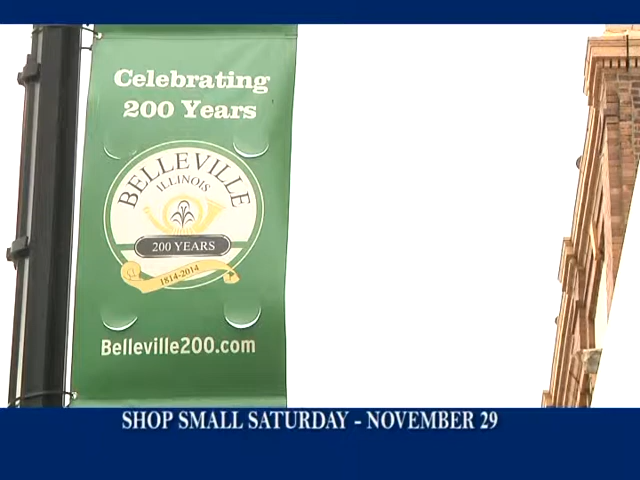 Celebrating
200 Years
BELLEVILLE
ILLINOIS
200 YEARS
1814-2014
Belleville200.com
SHOP SMALL SATURDAY - NOVEMBER 29